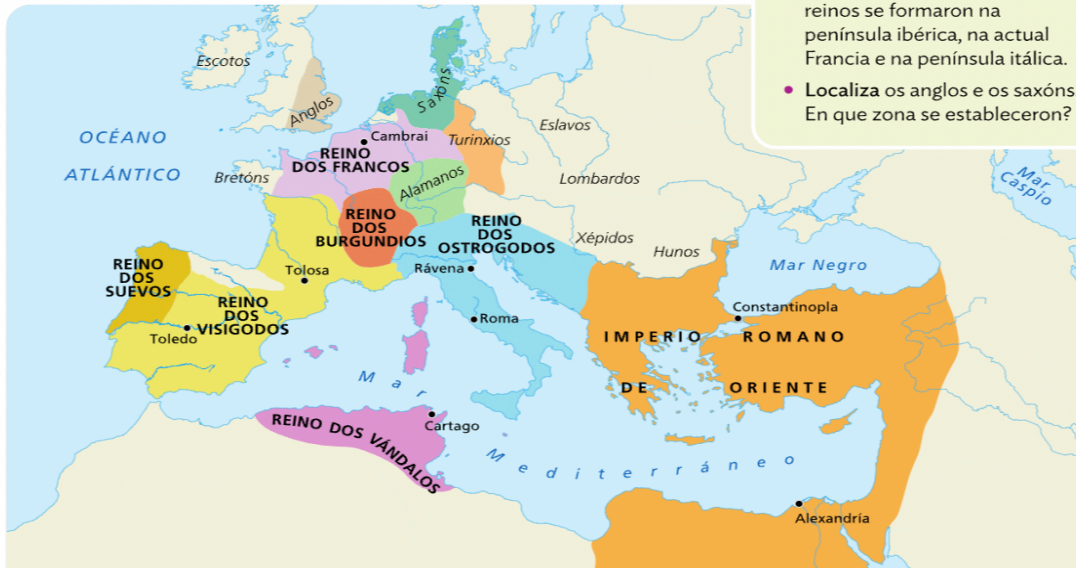 reinos se formaron na
península ibérica, na actual
Francia e na península itálica.
• Localiza os anglos e os saxóns
En que zona se estableceron?
Escotos
Anglos
Saxóns
OCÉANO
ATLÁNTICO
Cambrai
REINO
DOS FRANCOS
Turinxios
Eslavos
Bretóns
Alamanos
Lombardos
Mar
Caspio
REINO
DOS
BURGUNDIOS
REINO
DOS
OSTROGODOS
Xépidos
Hunos
REINO
DOS
SUEVOS
Tolosa
Rávena
Mar Negro
REINO
DOS
VISIGODOS
Toledo
Roma
Constantinopla
IMPERIO ROMANO
DE ORIENTE
Mar
Mediterráneo
REINO DOS VÁNDALOS
Cartago
Alexandría